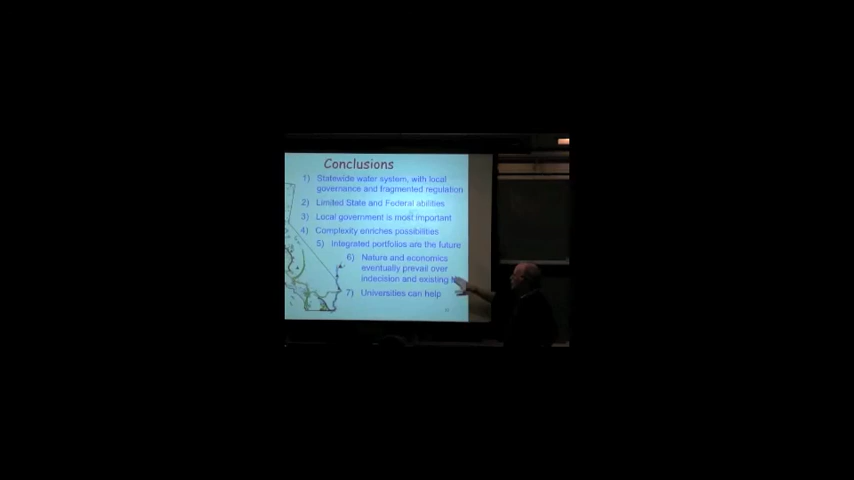 Conclusions
1) Statewide water system, with local
governance and fragmented regulation
2) Limited State and Federal abilities
3) Local government is most important
4) Complexity enriches possibilities
5) Integrated portfolios are the future
6) Nature and economics
eventually prevail over
indecision and existing
7) Universities can help